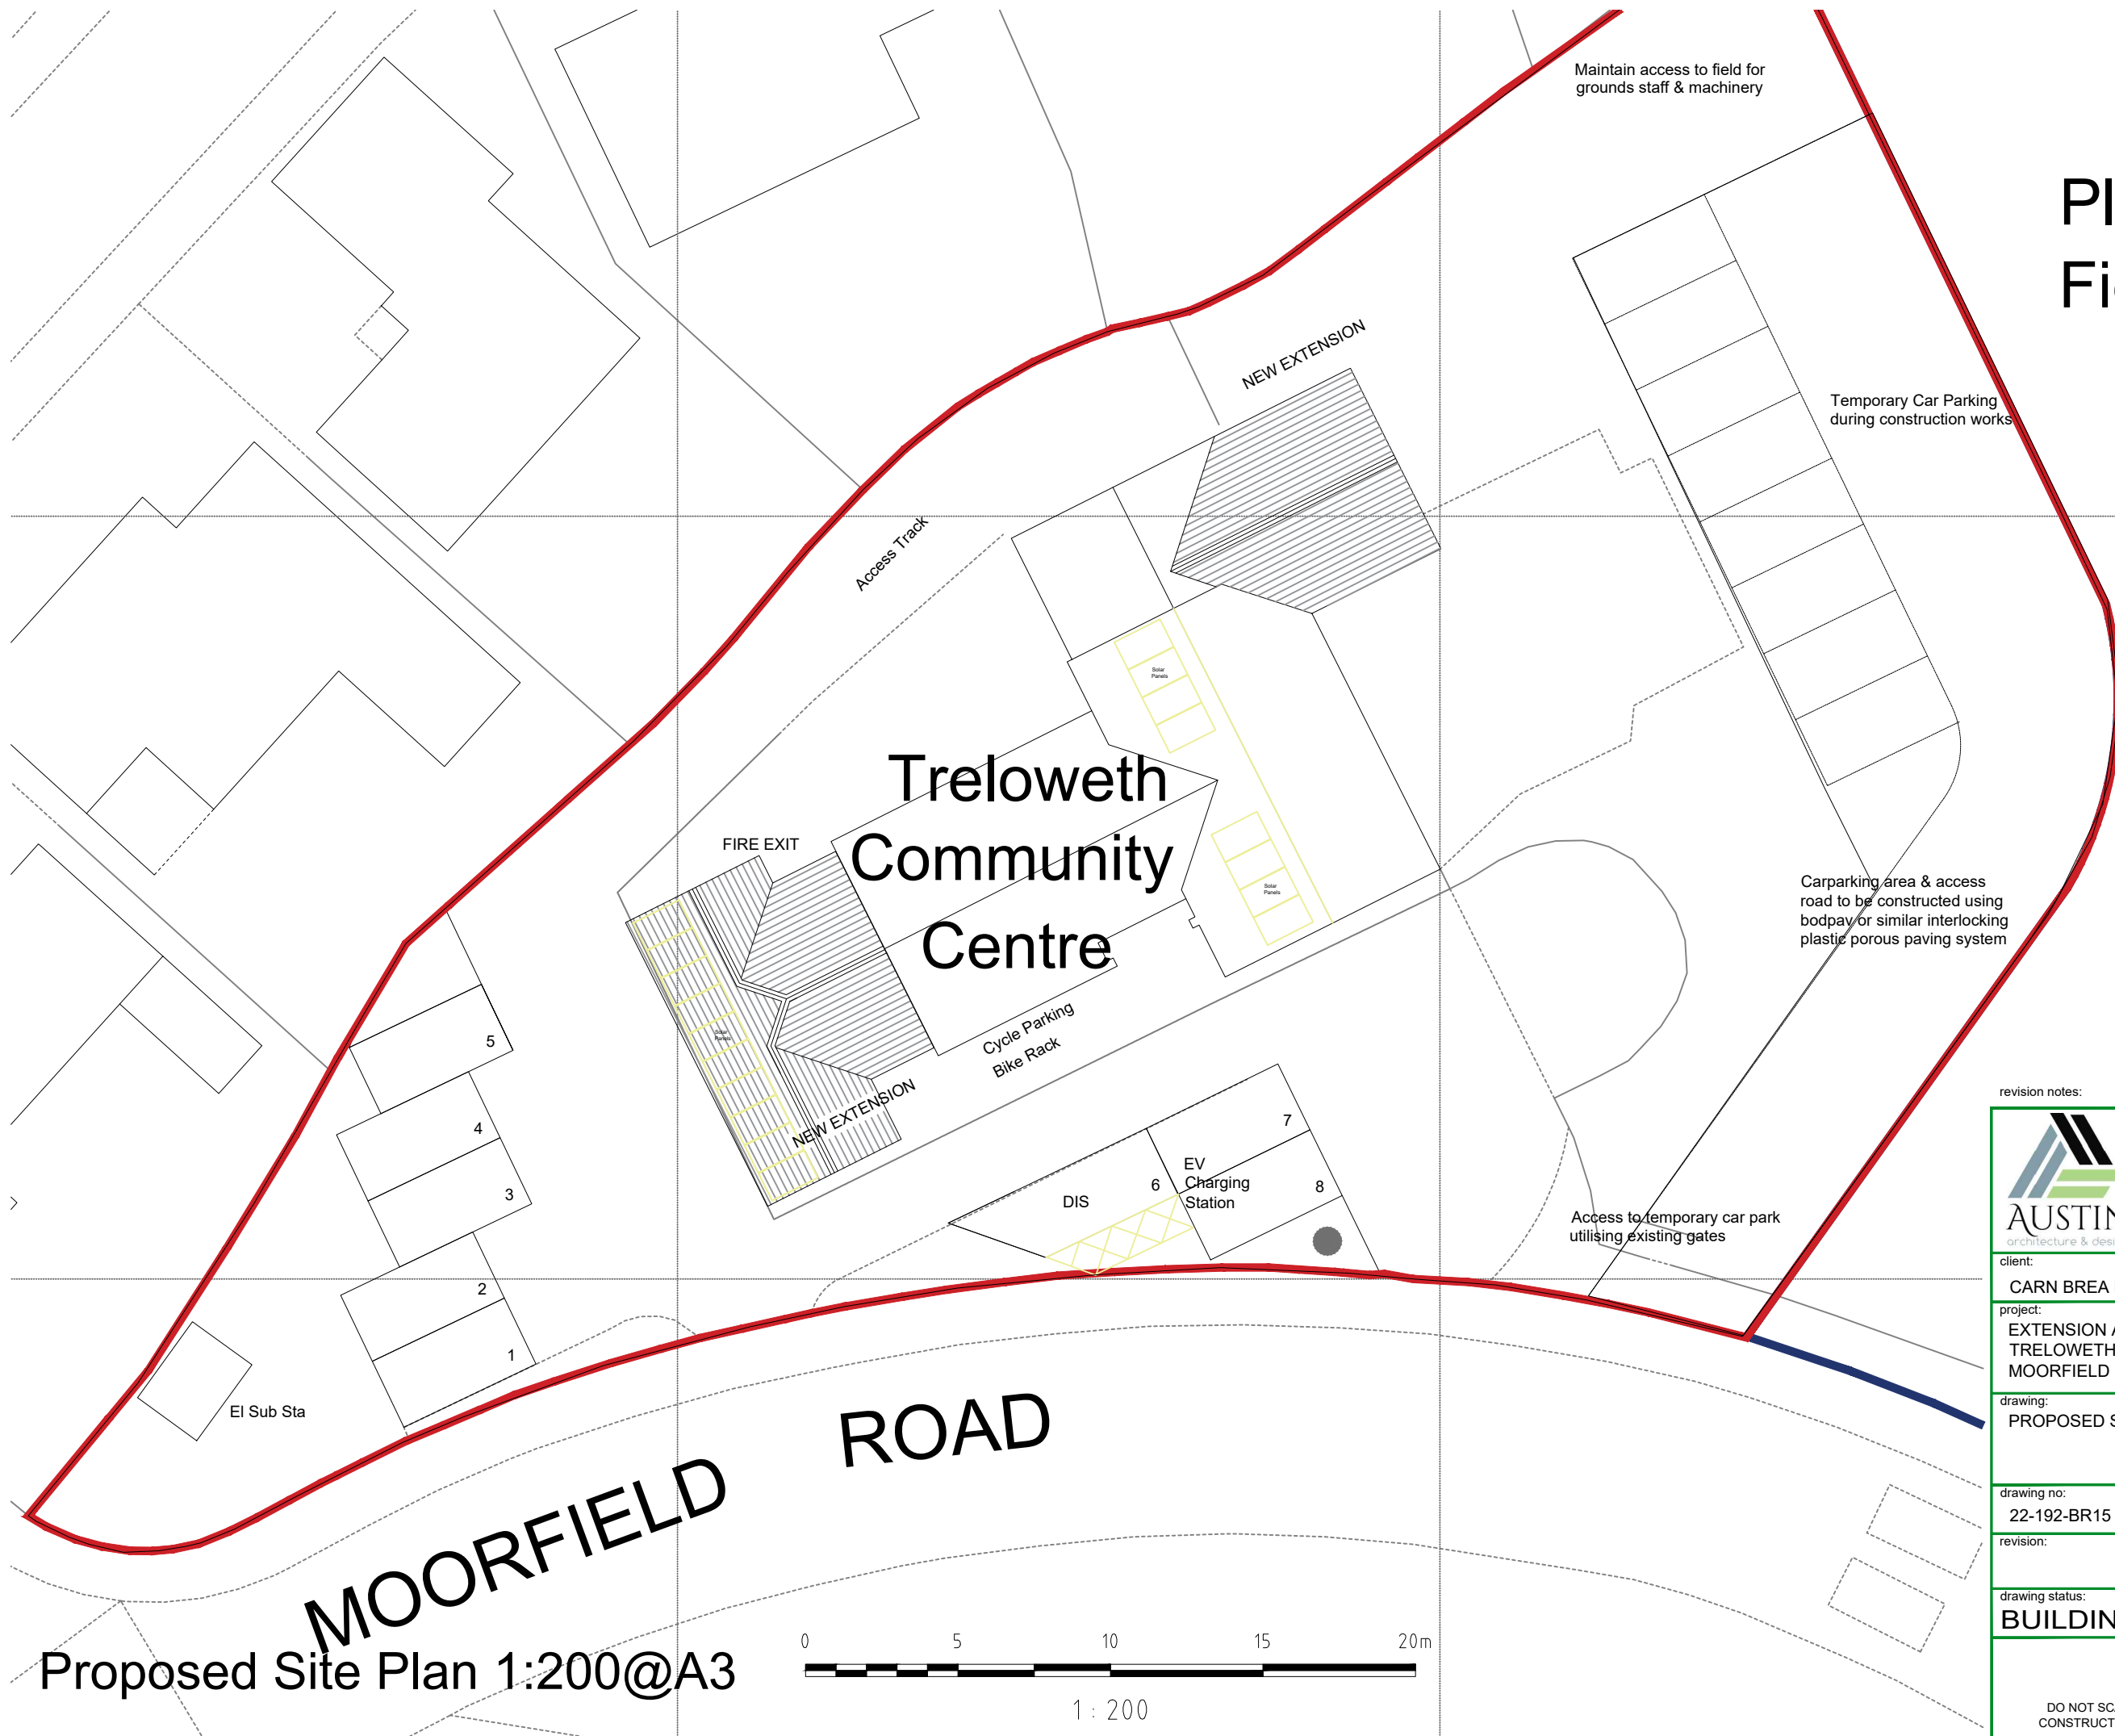 Maintain access to field for
grounds staff & machinery
Pl
Fi
NEW EXTENSION
Temporary Car Parking
during construction works
Access Track
Solar
Panels
Treloweth
Community
Centre
FIRE EXIT
Solar
Panels
Carparking area & access
road to be constructed using
bodpav or similar interlocking
plastic porous paving system
Solar
Panels
Cycle Parking
Bike Rack
NEW EXTENSION
5
4
3
2
1
7
EV
Charging
Station
6
8
DIS
Access to temporary car park
utilising existing gates
El Sub Sta
MOORFIELD ROAD
Proposed Site Plan 1:200@A3
0 5 10 15 20m
1 : 200
revision notes:
AUSTIN
architecture & desi
client:
CARN BREA
project:
EXTENSION A
TRELOWETH
MOORFIELD
drawing:
PROPOSED S
drawing no:
22-192-BR15
revision:
drawing status:
BUILDIN
DO NOT SC
CONSTRUCT